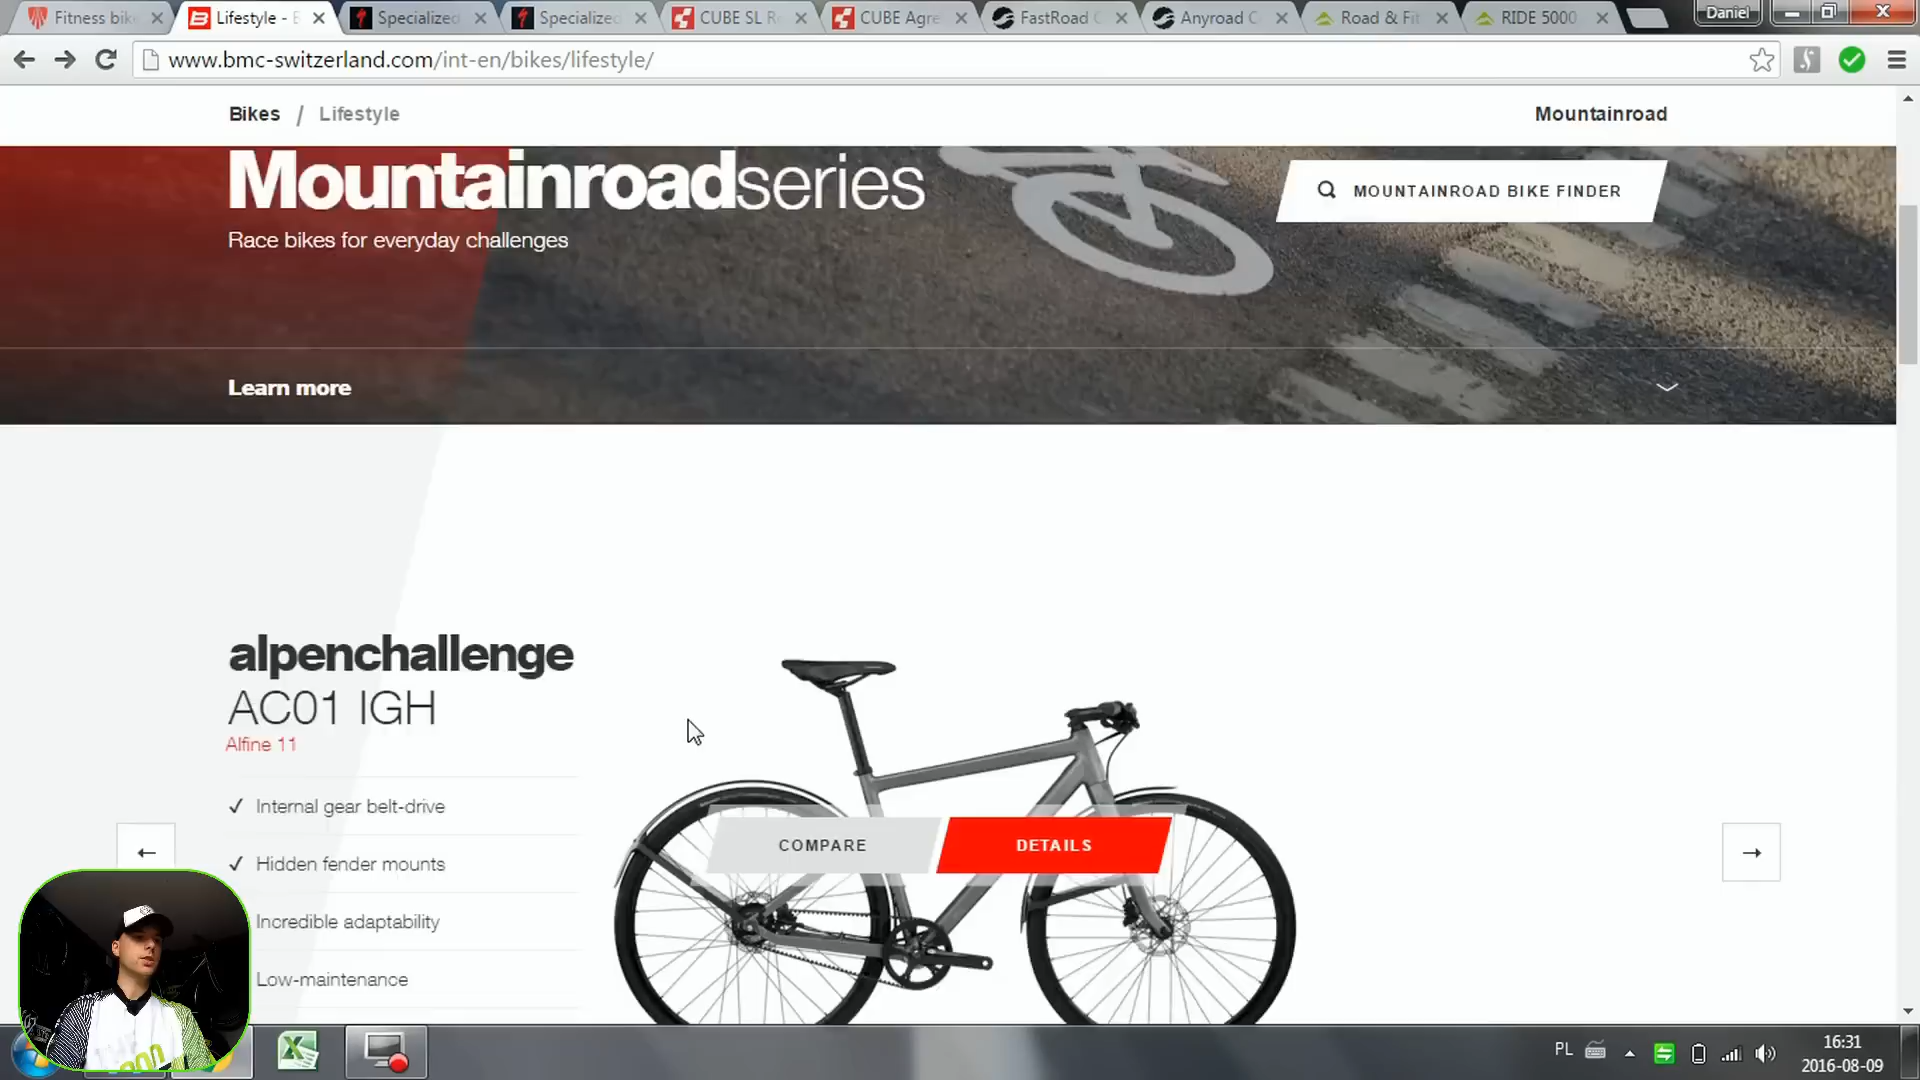 Fitness bik
Lifestyle - B
Specialized
Specialized
CUBE SL R
CUBE Agre
FastRoad C
Anyroad C
Road & Fit
RIDE 5000
Daniel
www.bmc-switzerland.com/int-en/bikes/lifestyle/
Bikes / Lifestyle
Mountainroad
Mountainroadseries
MOUNTAINROAD BIKE FINDER
Race bikes for everyday challenges
Learn more
alpenchallenge
AC01 IGH
Alfine 11
Internal gear belt-drive
COMPARE
DETAILS
Hidden fender mounts
Incredible adaptability
Low-maintenance
PL
16:31
2016-08-09